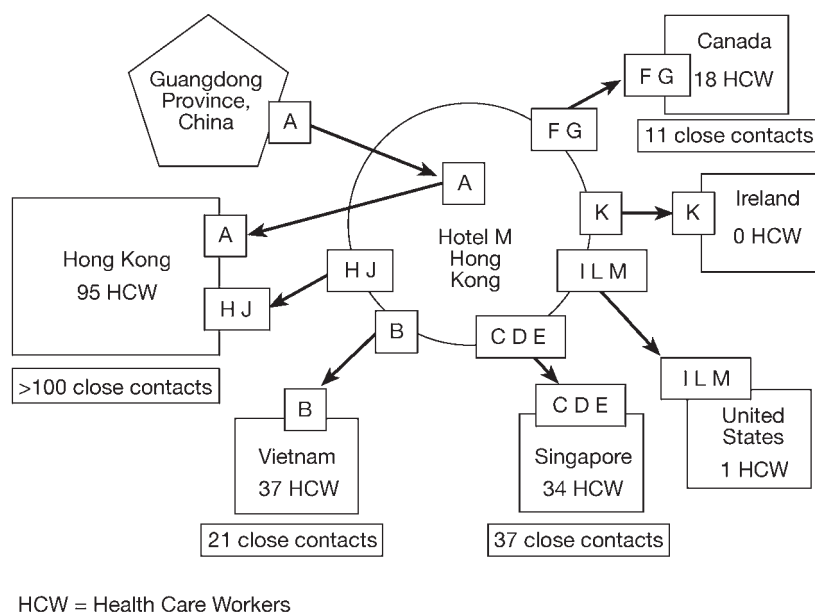 Guangdong
Province,
China
A
A
Hotel M
Hong
Kong
F G
Canada
F G
18 HCW
11 close contacts
K
K
Ireland
0 HCW
A
Hong Kong
95 HCW
H J
H J
>100 close contacts
B
B
Vietnam
37 HCW
21 close contacts
C D E
C D E
Singapore
34 HCW
37 close contacts
I L M
I L M
United
States
1 HCW
HCW = Health Care Workers